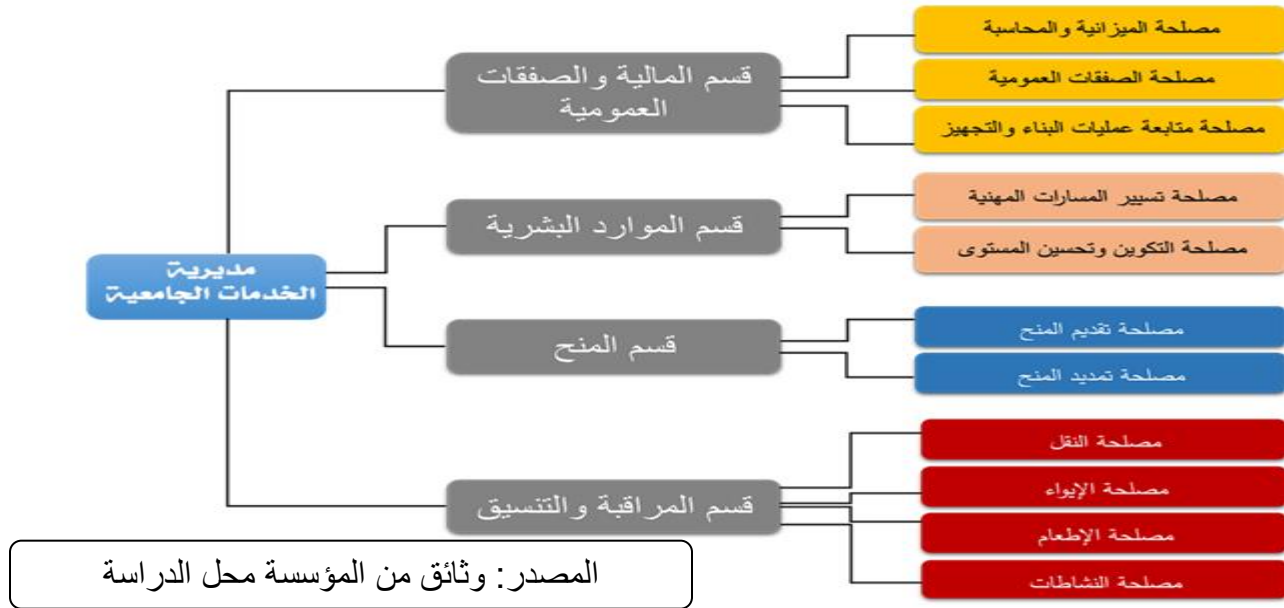 مديرية
الخدمات الجامعية
قسم المالية والصفقات
العمومية
مصلحة الميزانية والمحاسبة
مصلحة الصفقات العمومية
مصلحة متابعة عمليات البناء والتجهيز
قسم الموارد البشرية
مصلحة تسيير المسارات المهنية
مصلحة التكوين وتحسين المستوى
قسم المنح
مصلحة تقديم المنح
مصلحة تمديد المنح
قسم المراقبة والتنسيق
مصلحة النقل
مصلحة الإيواء
مصلحة الإطعام
مصلحة النشاطات
المصدر: وثائق من المؤسسة محل الدراسة